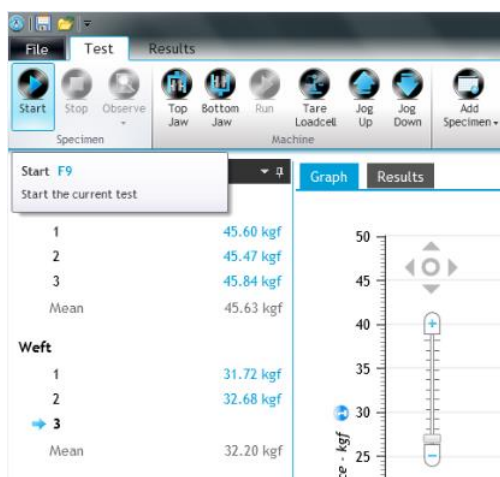 File Test Results
Start Stop Observe Top Jaw Bottom Jaw Run Tare Loadcell Jog Up Jog Down Add Specimen
Specimen Machine
Start F9
Start the current test
Graph Results
1 45.60 kgf
2 45.47 kgf
3 45.84 kgf
Mean 45.63 kgf
Weft
1 31.72 kgf
2 32.68 kgf
3
Mean 32.20 kgf
50
45
40
35
30
25
ce - kgf